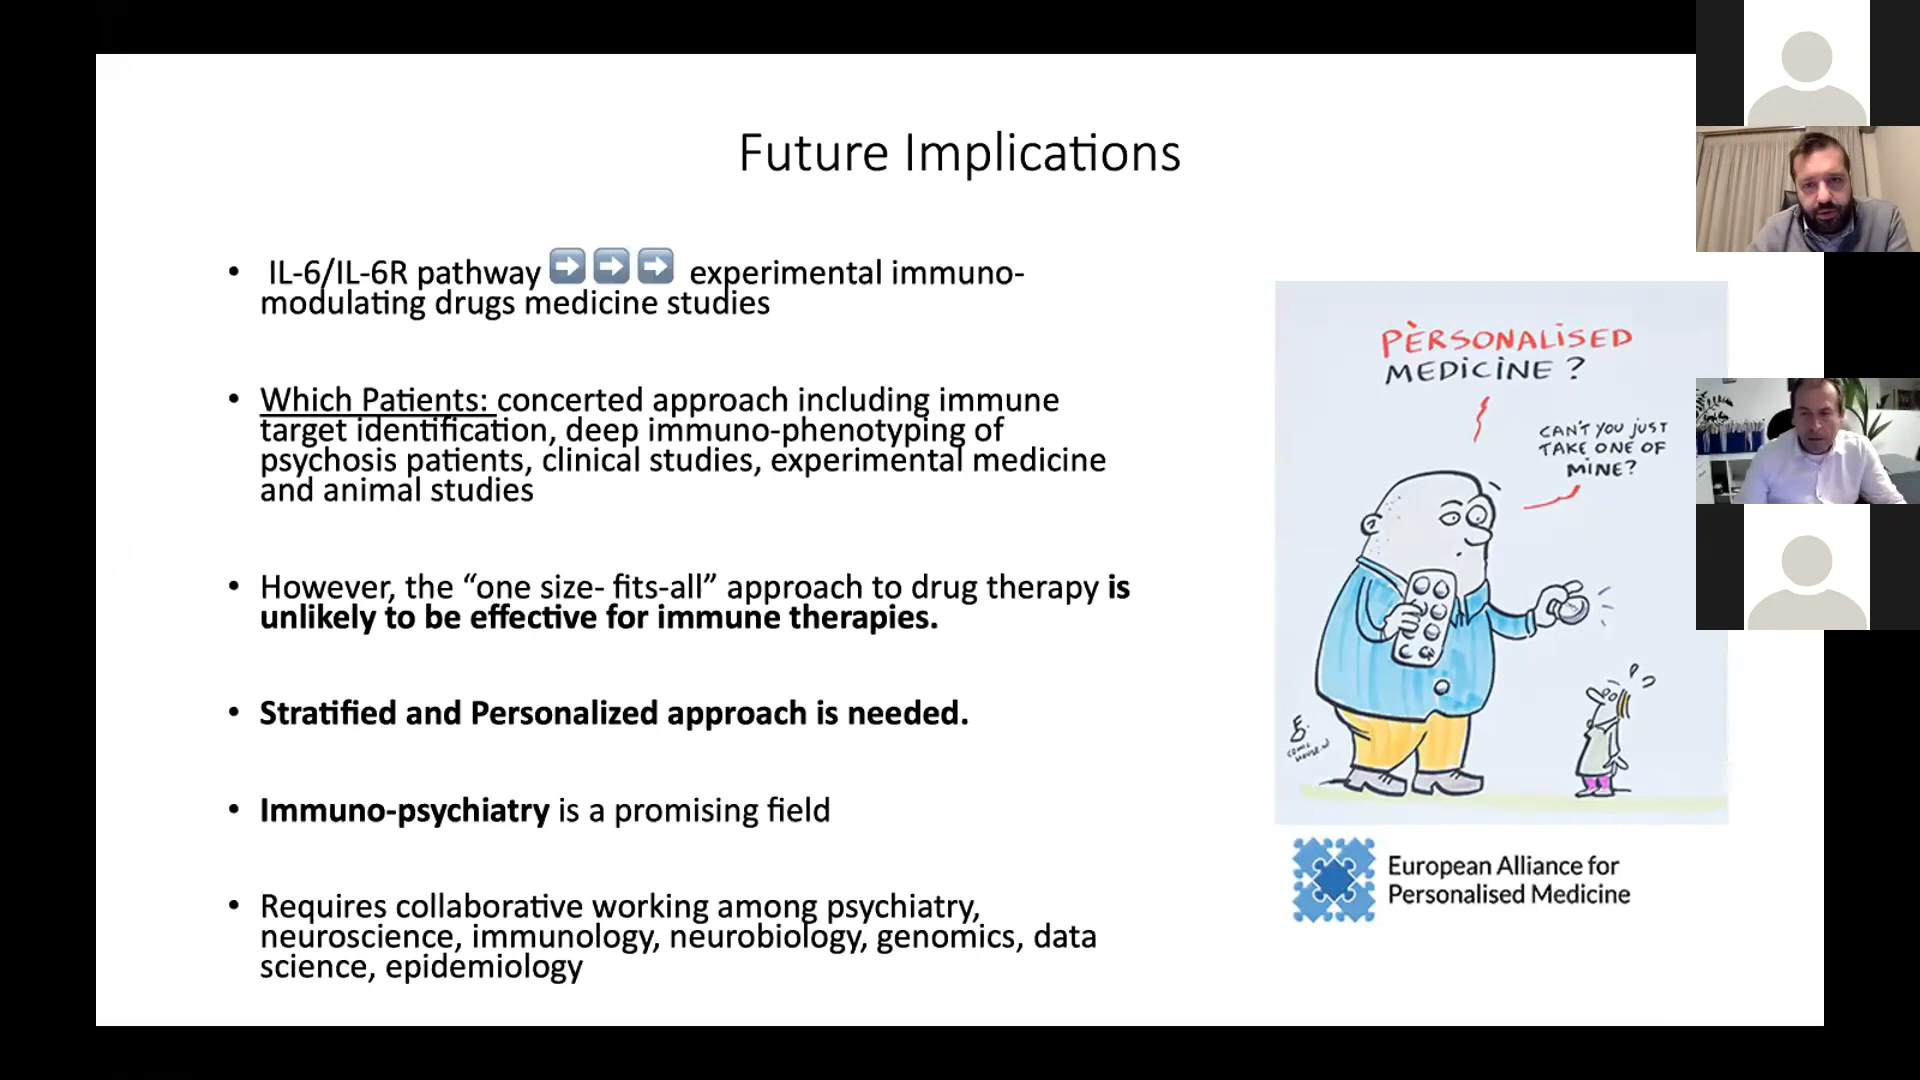 Future Implications
• IL-6/IL-6R pathway ➡➡➡ experimental immuno-
modulating drugs medicine studies
• Which Patients: concerted approach including immune
target identification, deep immuno-phenotyping of
psychosis patients, clinical studies, experimental medicine
and animal studies
• However, the “one size- fits-all” approach to drug therapy is
unlikely to be effective for immune therapies.
• Stratified and Personalized approach is needed.
• Immuno-psychiatry is a promising field
• Requires collaborative working among psychiatry,
neuroscience, immunology, neurobiology, genomics, data
science, epidemiology
PÈRSONALiSED
MEDiCiNE ?
CAN'T YOU JUST
TAKE ONE OF
MiNE?
European Alliance for
Personalised Medicine